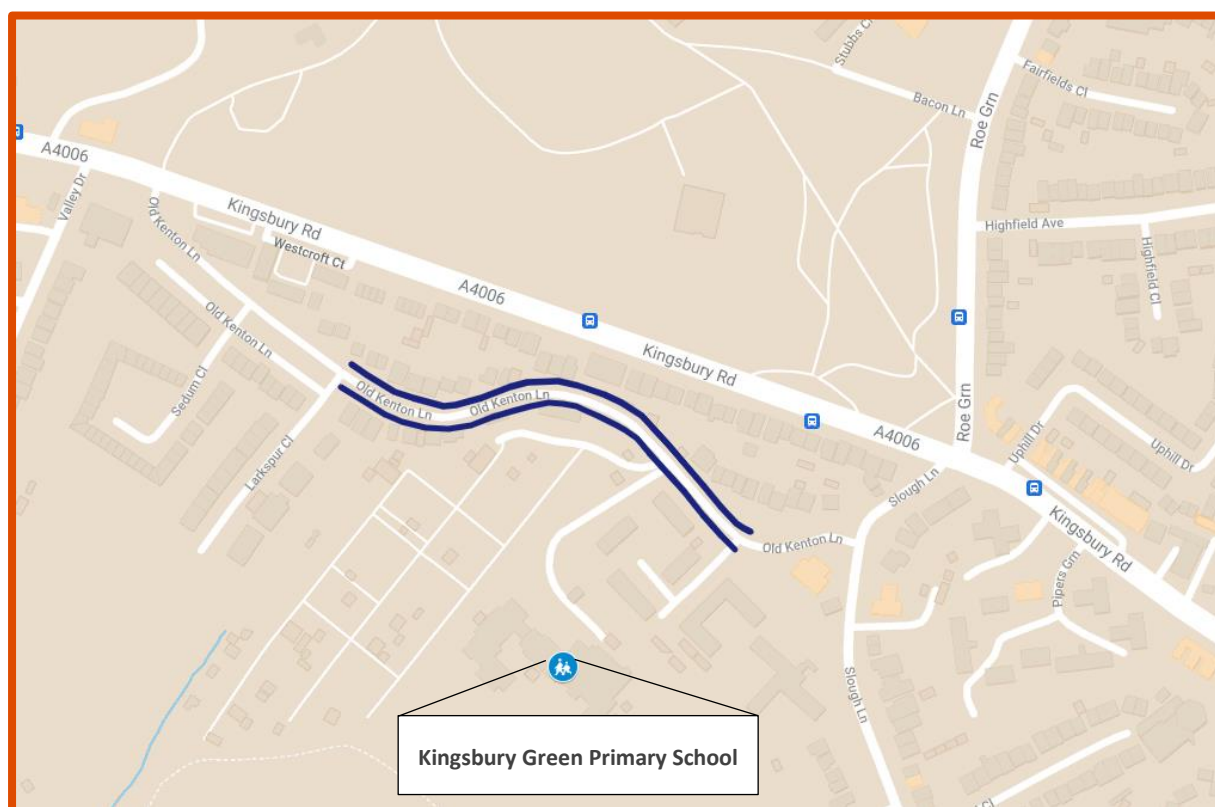 Stubbs Cl
Fairfields Cl
Bacon Ln
Roe Grn
A4006
Valley Dr
Old Kenton Ln
Kingsbury Rd
Westcroft Ct
Highfield Ave
Highfield Cl
A4006
Old Kenton Ln
Sedum Cl
Kingsbury Rd
Old Kenton Ln
Old Kenton Ln
Larkspur Cl
A4006
Roe Grn
Uphill Dr
Uphill Dr
Slough Ln
Kingsbury Rd
Old Kenton Ln
Pipers Grn
Slough Ln
Kingsbury Green Primary School